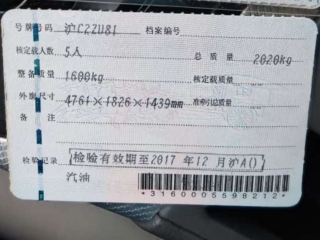 号牌号码 沪C2ZU81 档案编号
核定载人数 5人 总质量 2020kg
整备质量 1600kg 核定载质量 ---
外廓尺寸 4761×1826×1439mm 准牵引总质量 ---
备注
检验记录 检验有效期至2017年12月沪A()
汽油 *3160005598212*